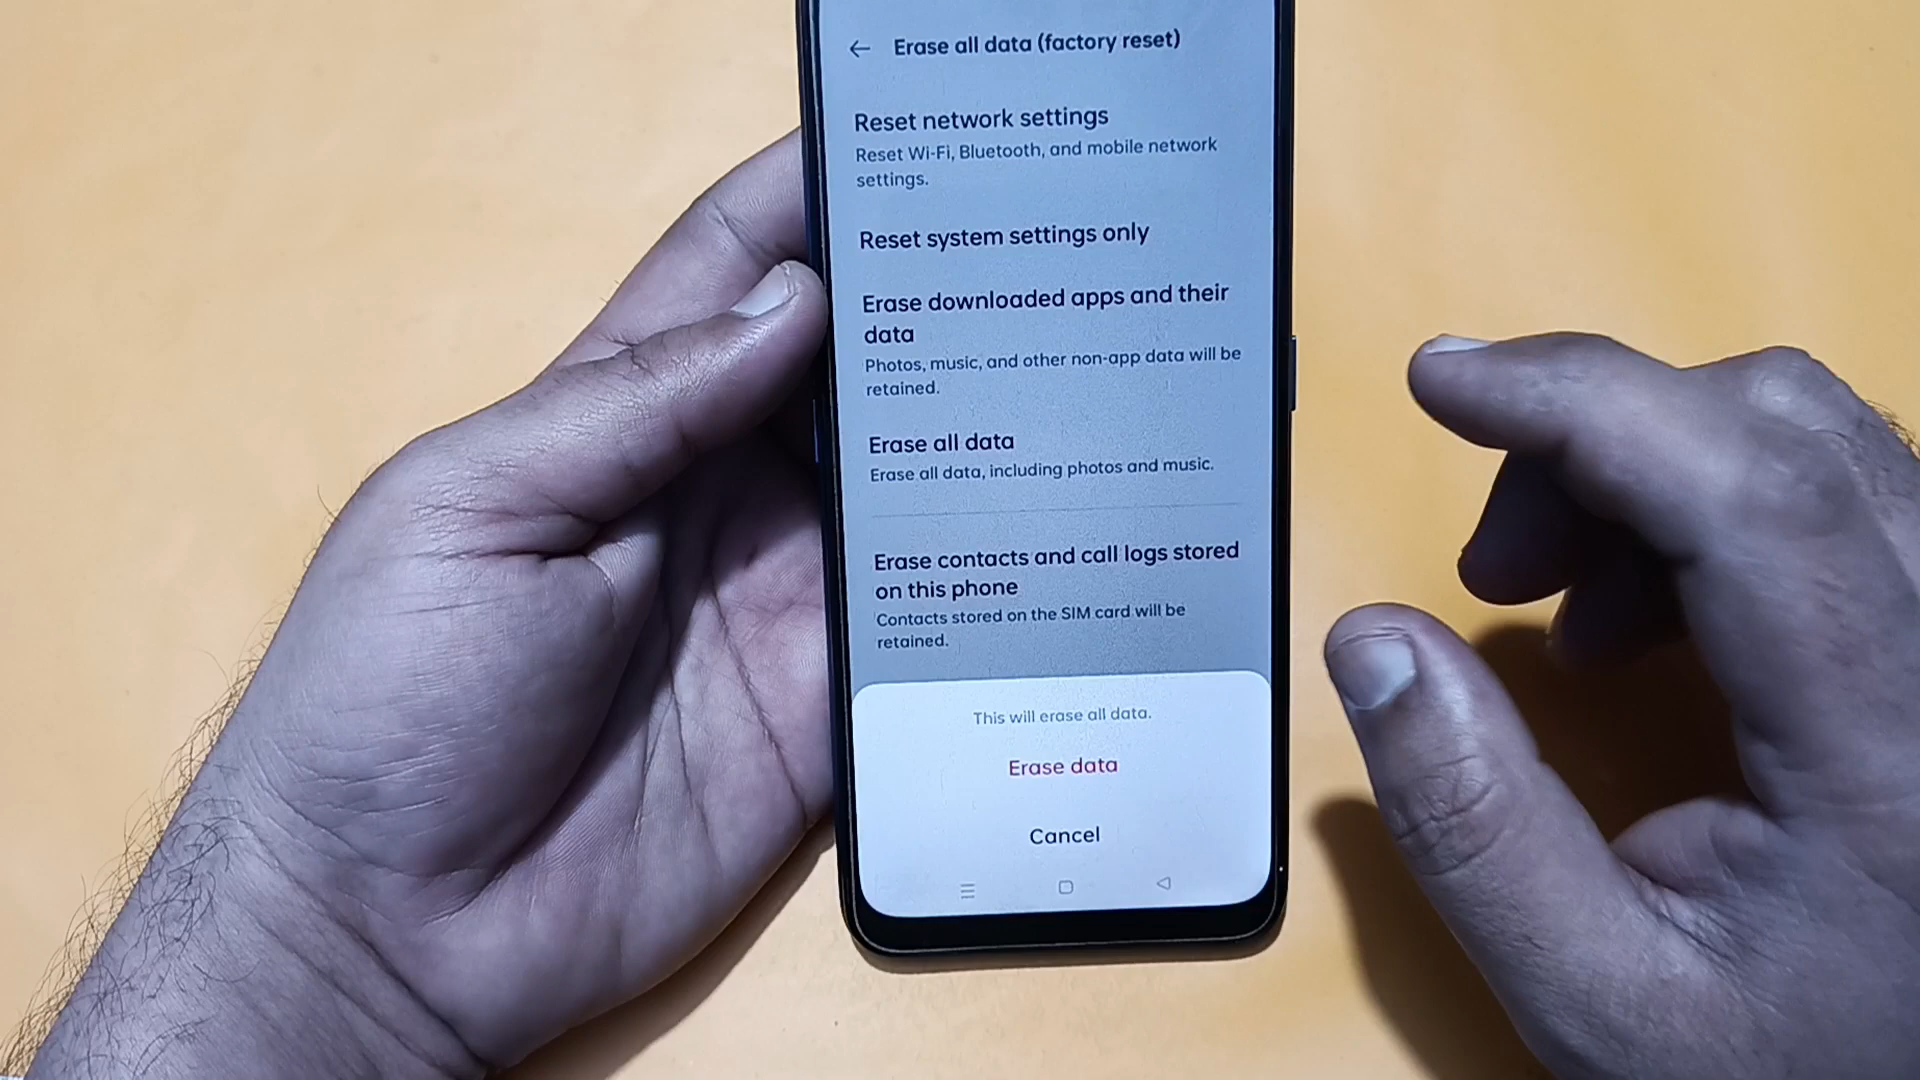 Erase all data (factory reset)
Reset network settings
Reset Wi-Fi, Bluetooth, and mobile network
settings.
Reset system settings only
Erase downloaded apps and their
data
Photos, music, and other non-app data will be
retained.
Erase all data
Erase all data, including photos and music.
Erase contacts and call logs stored
on this phone
Contacts stored on the SIM card will be
retained.
This will erase all data.
Erase data
Cancel